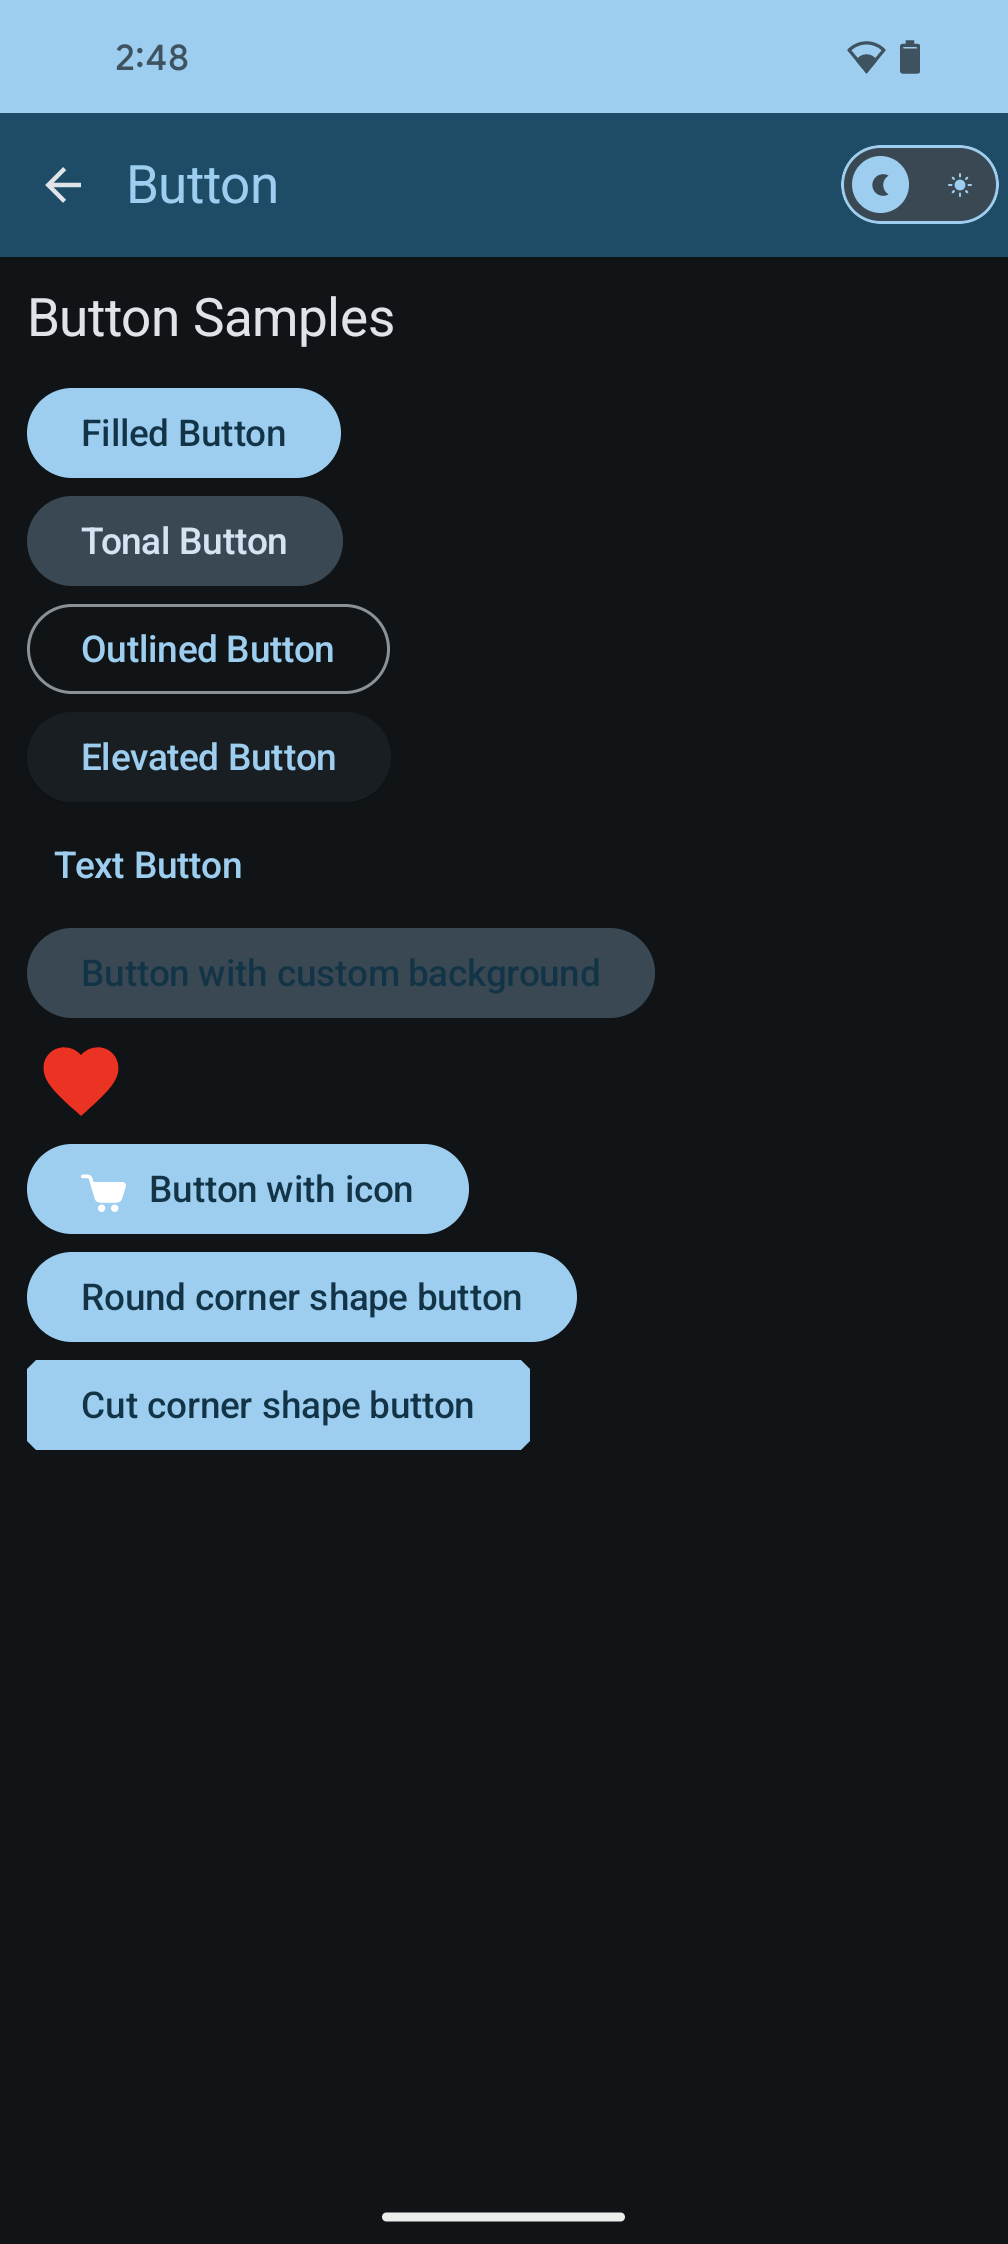 2:48
Button
Button Samples
Filled Button
Tonal Button
Outlined Button
Elevated Button
Text Button
Button with custom background
Button with icon
Round corner shape button
Cut corner shape button